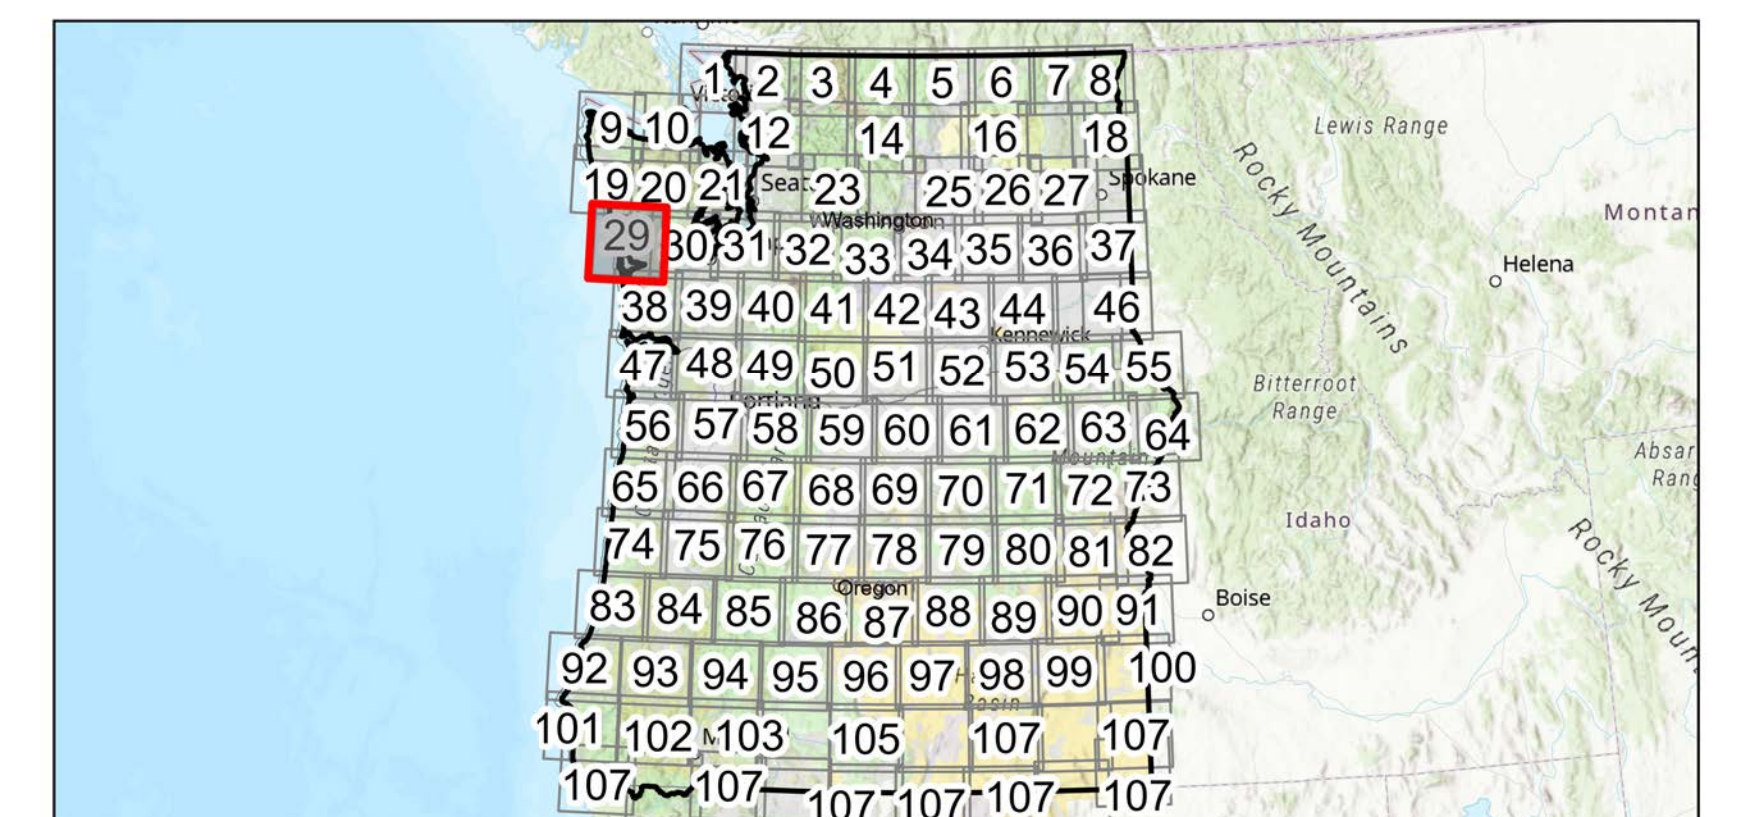 1 2 3 4 5 6 7 8
9 10 12 14 16 18 Lewis Range
19 20 21 Seat 23 25 26 27 Spokane
Washington
Rocky Mountains
Montan
29 30 31 32 33 34 35 36 37
Helena
38 39 40 41 42 43 44 46
Kennewick
47 48 49 50 51 52 53 54 55
Bitterroot
Range
Portland
56 57 58 59 60 61 62 63 64
Mountain
Absar
Rang
65 66 67 68 69 70 71 72 73
Idaho
Rocky Moun
74 75 76 77 78 79 80 81 82
Oregon
83 84 85 86 87 88 89 90 91
Boise
92 93 94 95 96 97 98 99 100
Basin
101 102 103 105 107 107
107 107 107 107 107 107